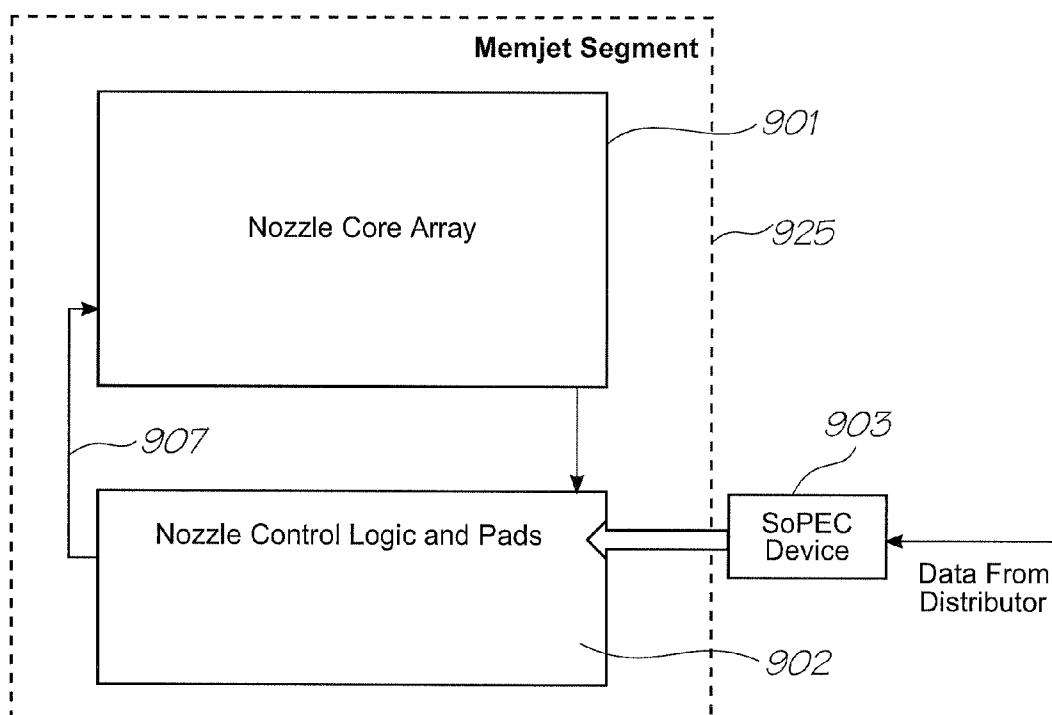 Memjet Segment
901
Nozzle Core Array
925
907
903
Nozzle Control Logic and Pads
SoPEC
Device
Data From
Distributor
902